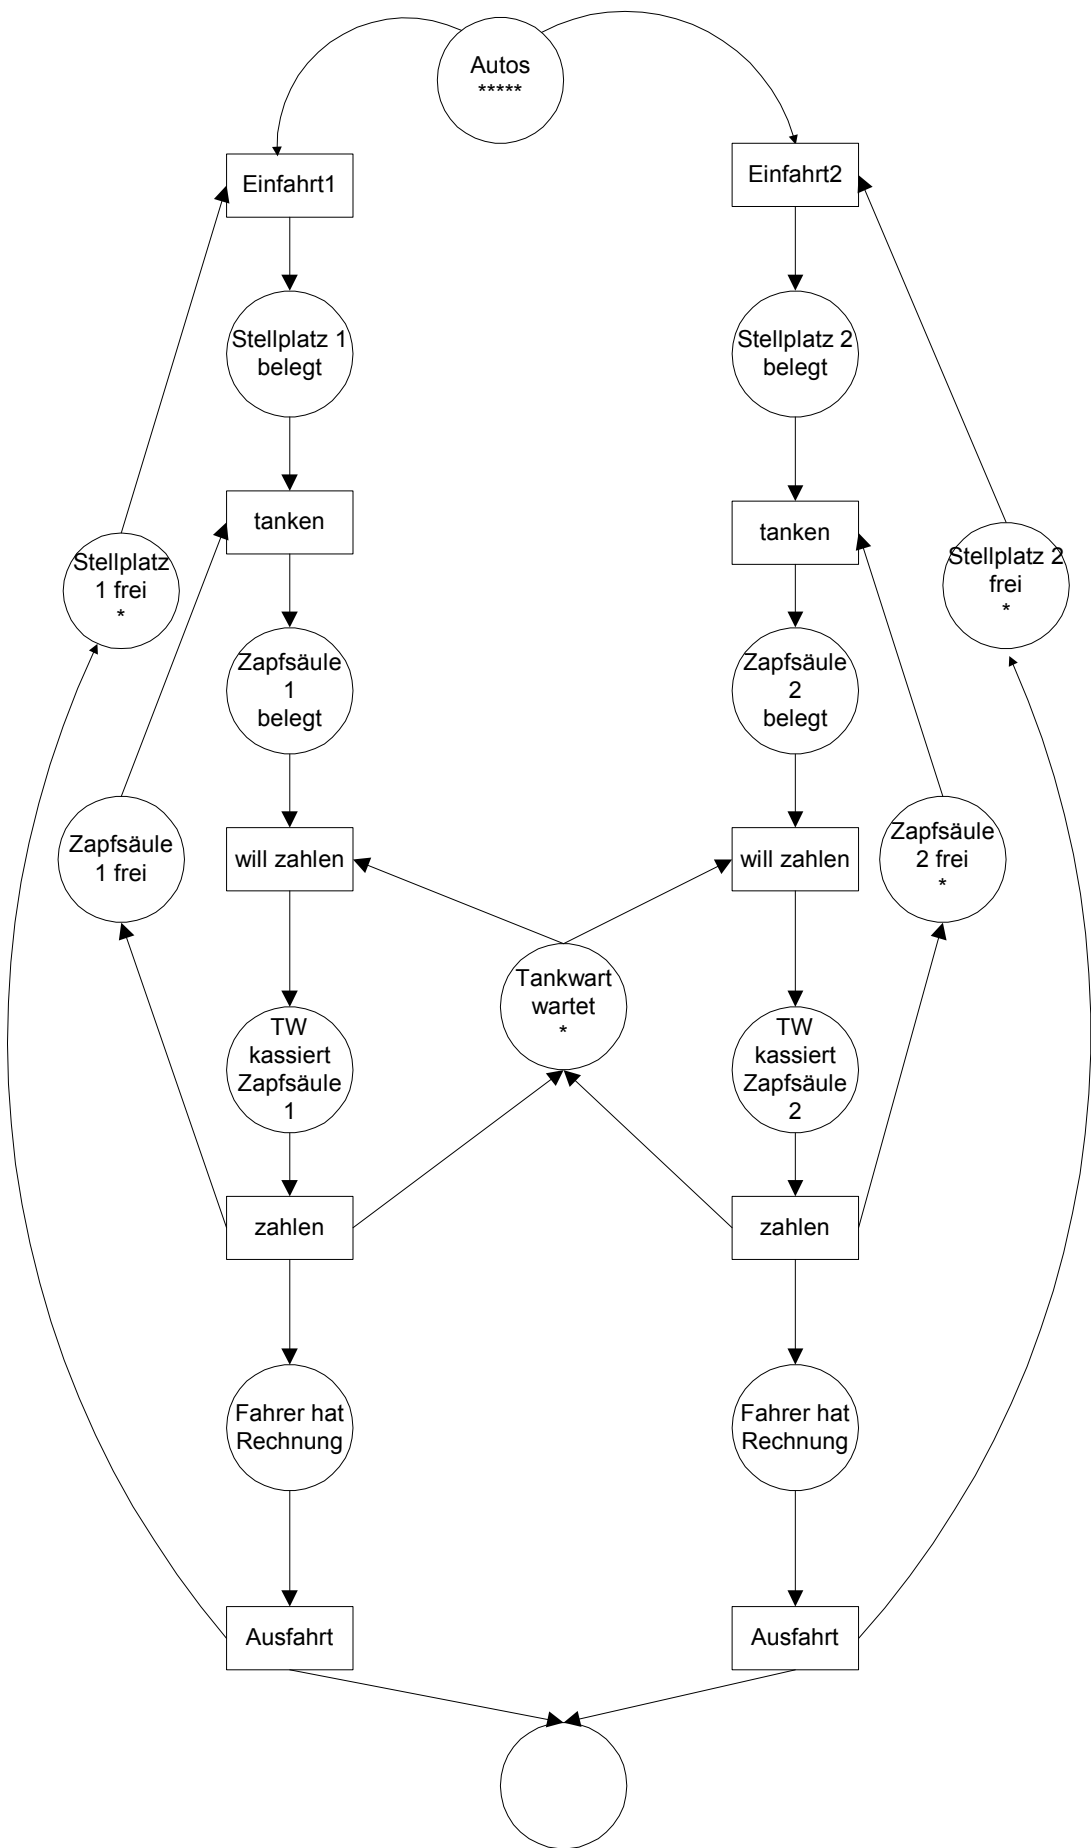 Autos
*****
Einfahrt1
Einfahrt2
Stellplatz 1
belegt
Stellplatz 2
belegt
tanken
tanken
Stellplatz
1 frei
*
Stellplatz 2
frei
*
Zapfsäule
1
belegt
Zapfsäule
2
belegt
Zapfsäule
1 frei
will zahlen
will zahlen
Zapfsäule
2 frei
*
Tankwart
wartet
*
TW
kassiert
Zapfsäule
1
TW
kassiert
Zapfsäule
2
zahlen
zahlen
Fahrer hat
Rechnung
Fahrer hat
Rechnung
Ausfahrt
Ausfahrt